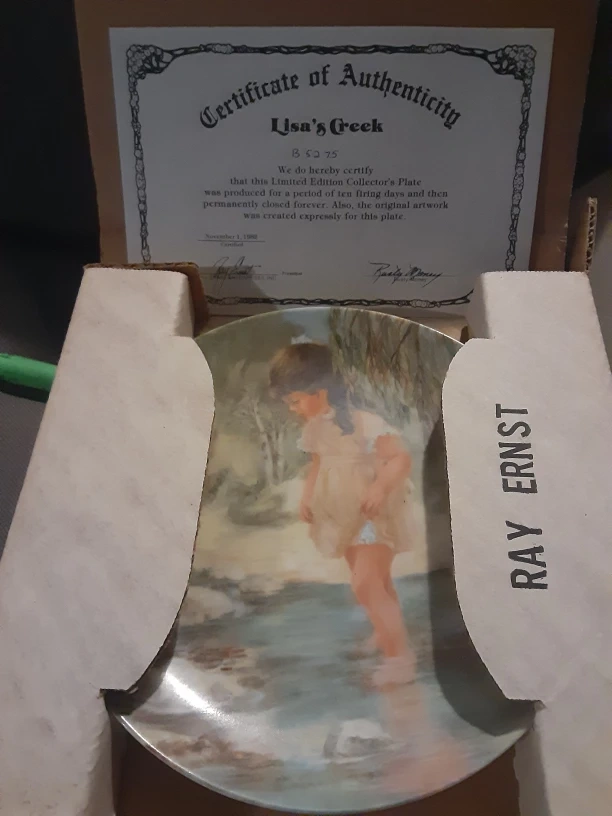 Certificate of Authenticity
Lisa's Creek
B 5275
We do hereby certify
that this Limited Edition Collector's Plate
was produced for a period of ten firing days and then
permanently closed forever. Also, the original artwork
was created expressly for this plate.
RAY ERNST